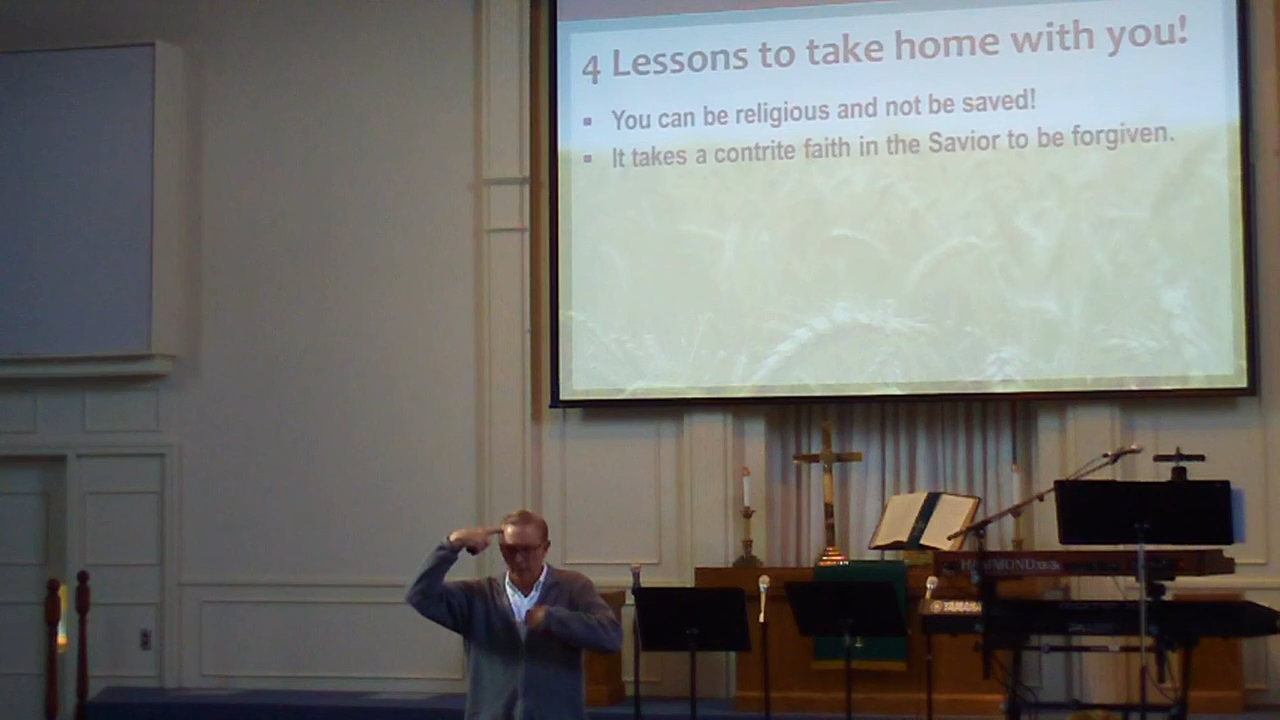 4 Lessons to take home with you!
▪ You can be religious and not be saved!
▪ It takes a contrite faith in the Savior to be forgiven.
HAMMOND
YAMAHA